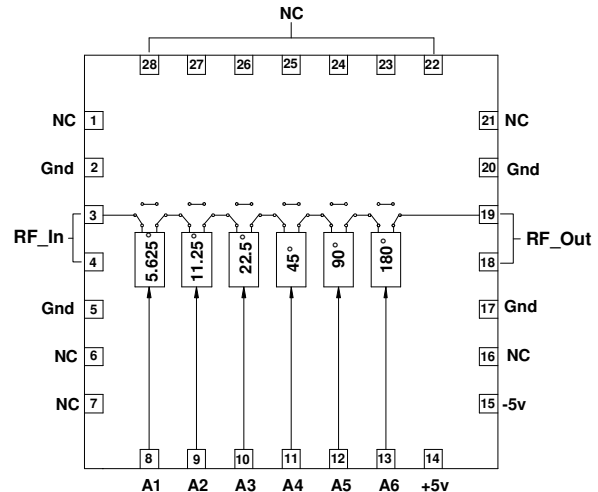 NC
28 27 26 25 24 23 22
NC 1 21 NC
Gnd 2 20 Gnd
3 19
RF_In RF_Out
4 18
5.625° 11.25° 22.5° 45° 90° 180°
Gnd 5 17 Gnd
NC 6 16 NC
NC 7 15 -5v
8 9 10 11 12 13 14
A1 A2 A3 A4 A5 A6 +5v